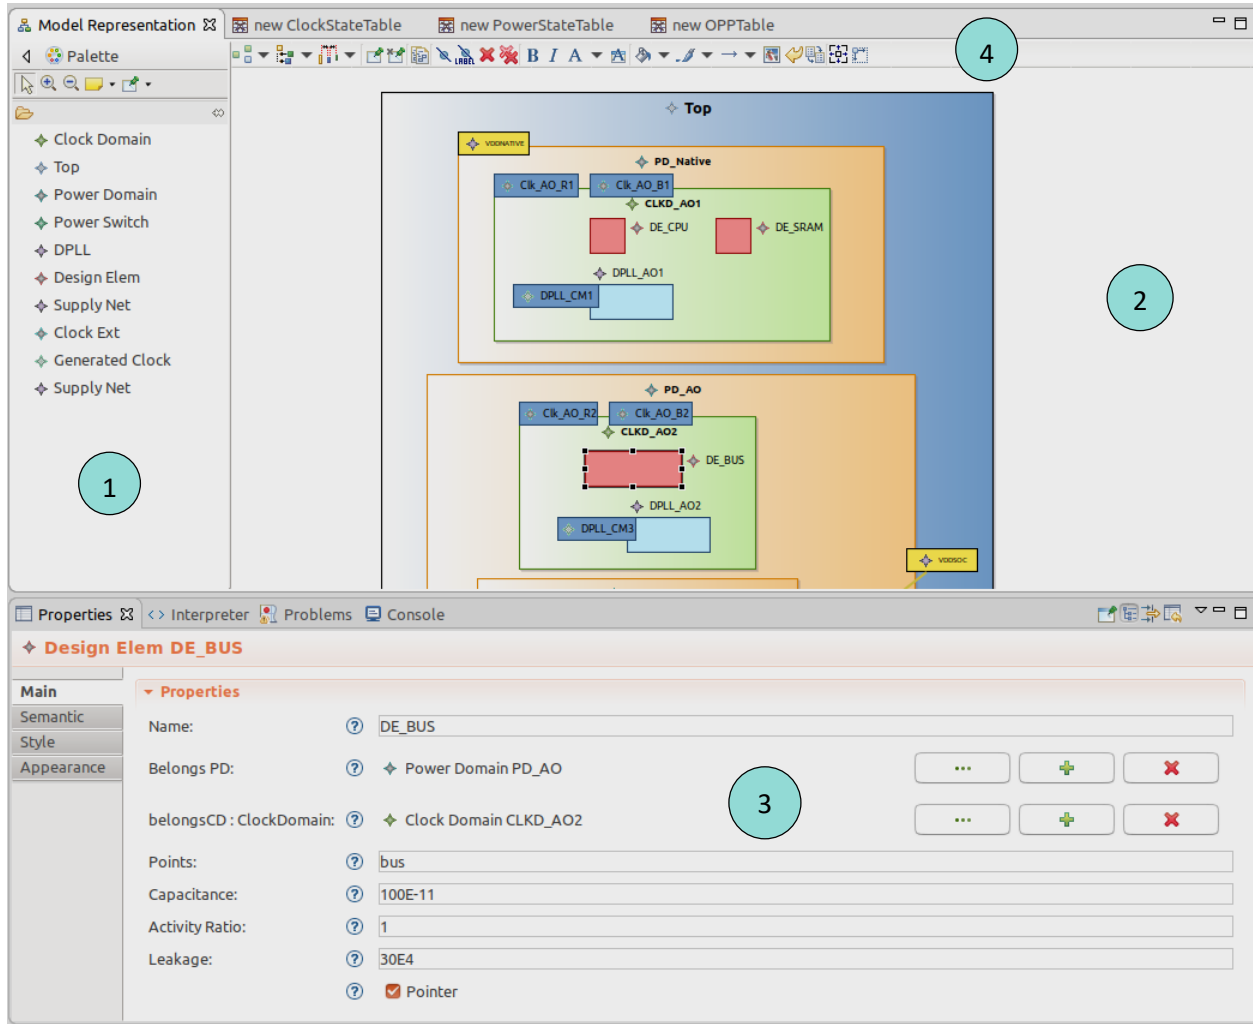 Model Representation
new ClockStateTable
new PowerStateTable
new OPPTable
4
Palette
LABEL
B I A
Clock Domain
Top
Power Domain
Power Switch
DPLL
Design Elem
Supply Net
Clock Ext
Generated Clock
Supply Net
1
Top
VDDNATIVE
PD_Native
Clk_AO_R1
Clk_AO_B1
CLKD_AO1
DE_CPU
DE_SRAM
DPLL_AO1
DPLL_CM1
2
PD_AO
Clk_AO_R2
Clk_AO_B2
CLKD_AO2
DE_BUS
DPLL_AO2
DPLL_CM3
VDDSOC
Properties
Interpreter
Problems
Console
Design Elem DE_BUS
Main
Semantic
Style
Appearance
Properties
Name:
DE_BUS
Belongs PD:
Power Domain PD_AO
3
belongsCD : ClockDomain:
Clock Domain CLKD_AO2
Points:
bus
Capacitance:
100E-11
Activity Ratio:
1
Leakage:
30E4
Pointer